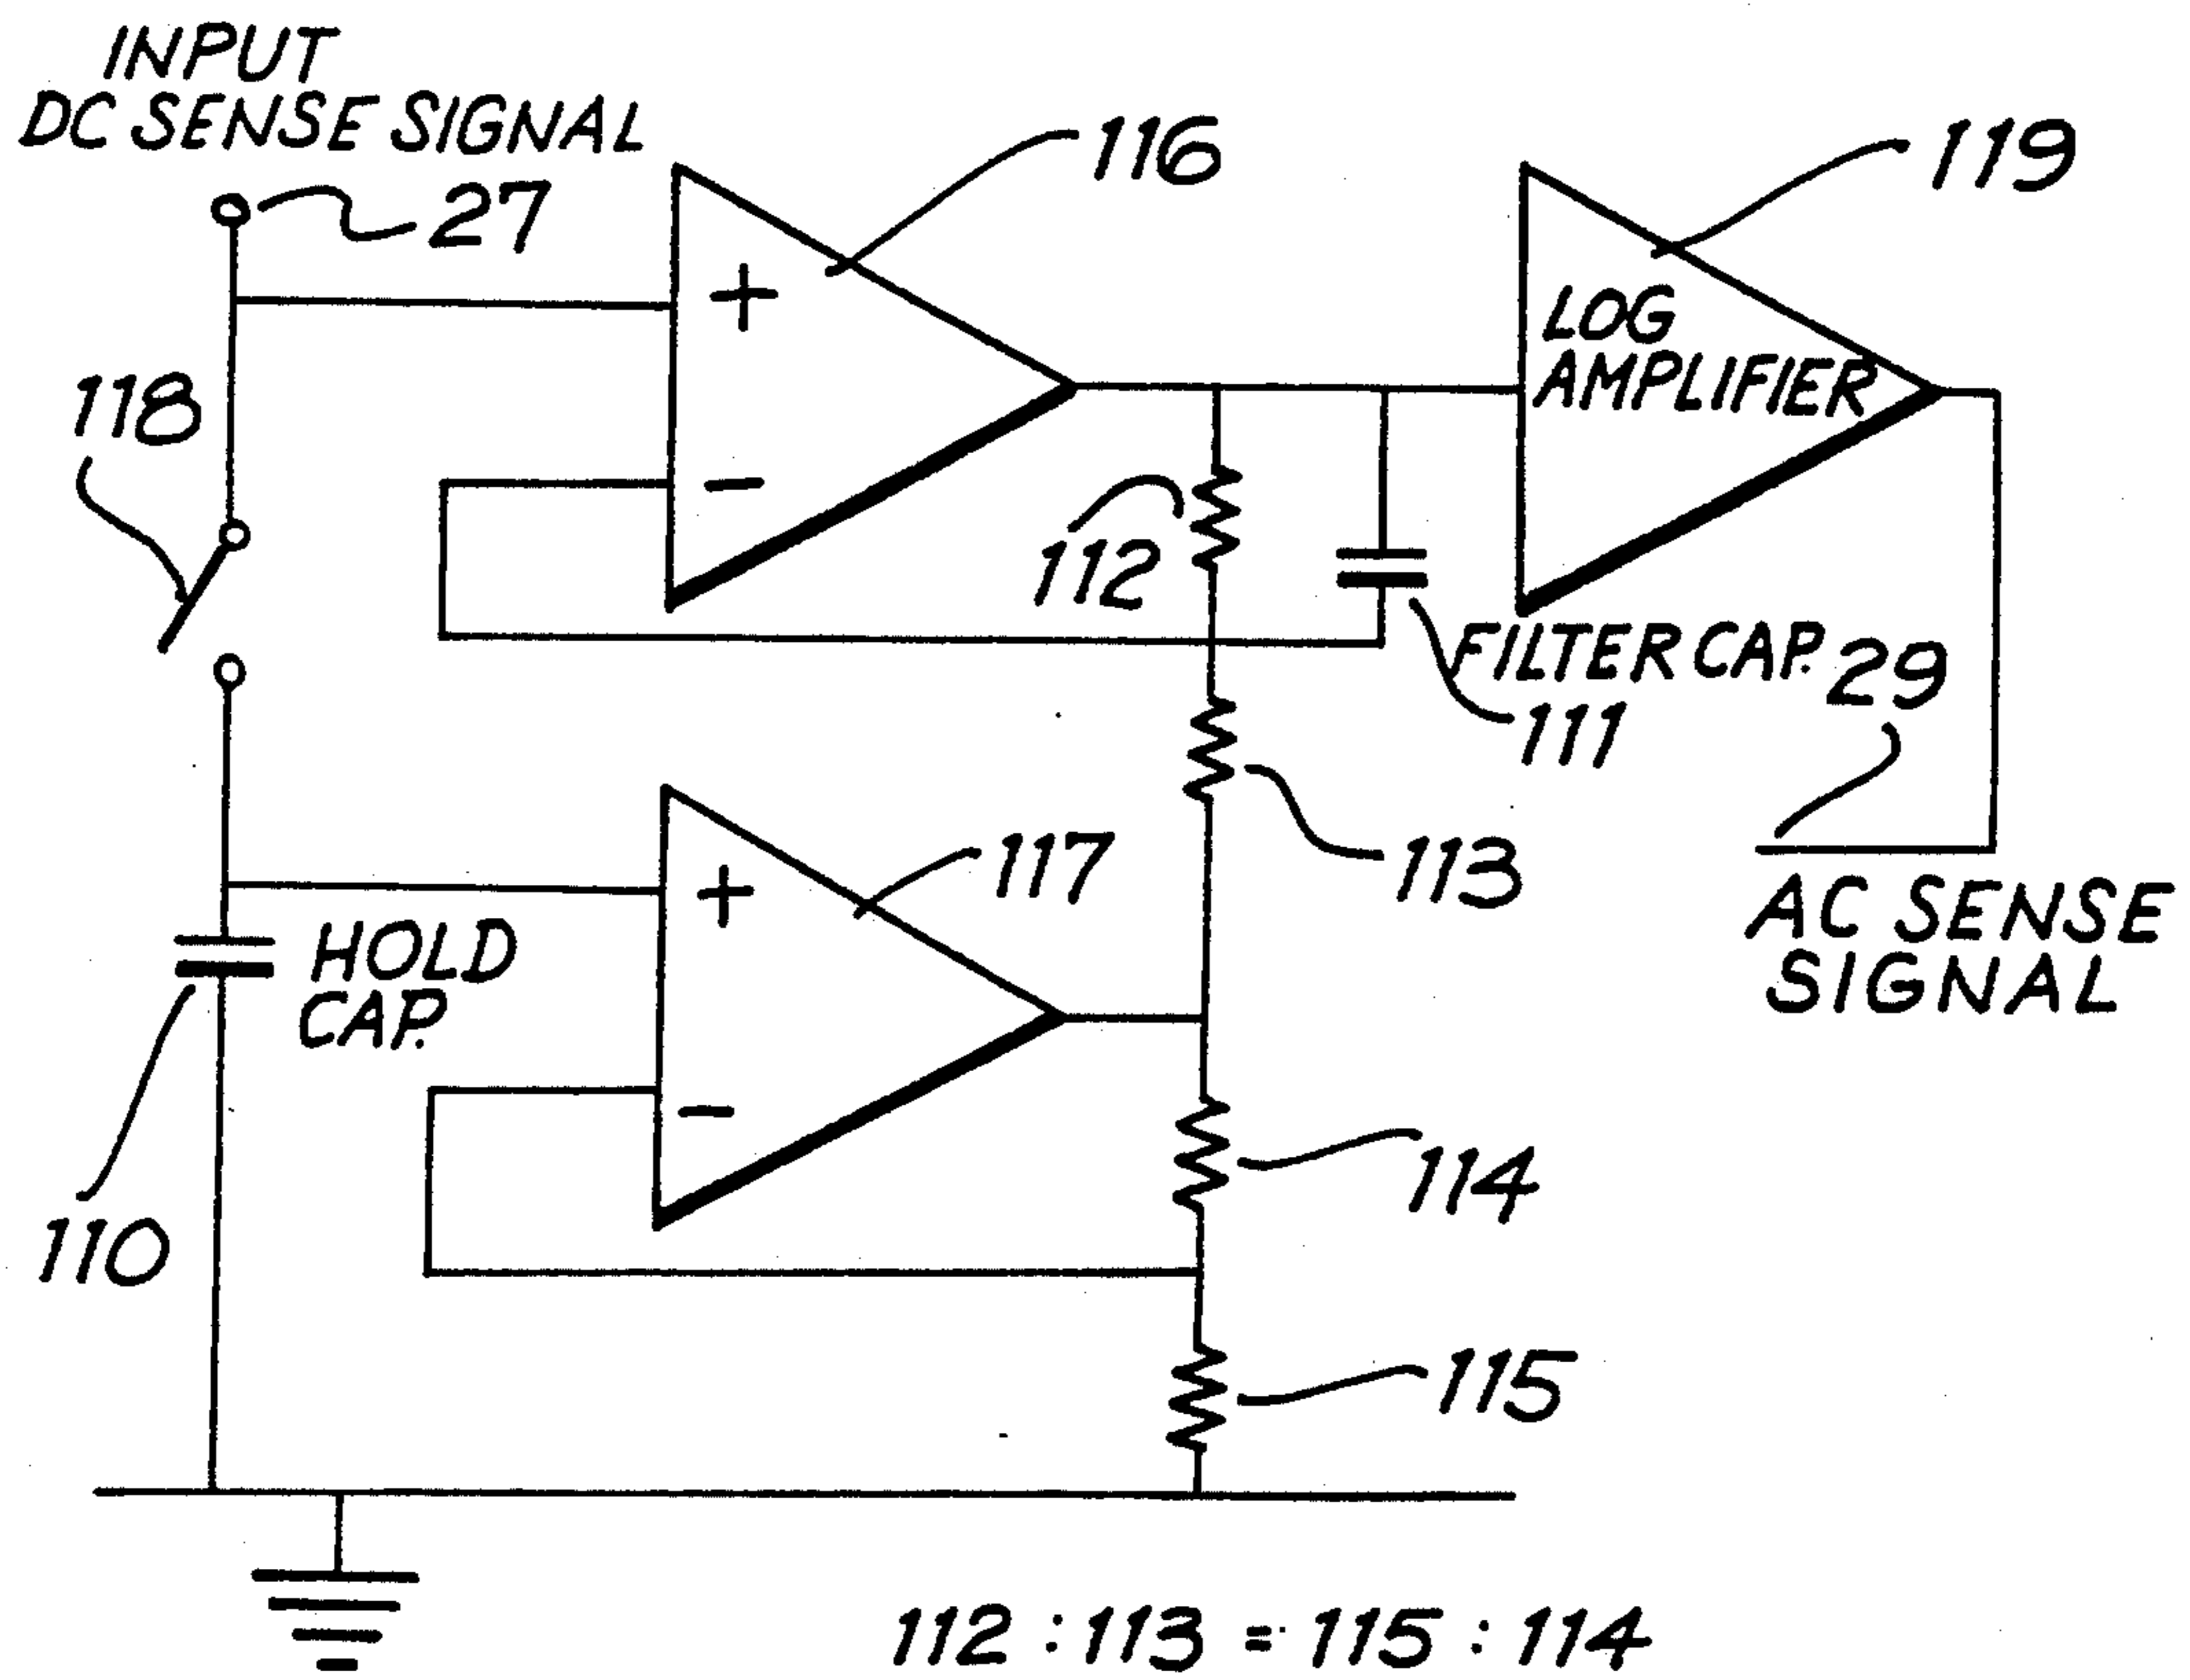 INPUT
DC SENSE SIGNAL
27
116
119
118
+
-
LOG
AMPLIFIER
112
FILTER CAP.
111
29
113
117
+
-
HOLD
CAP.
AC SENSE
SIGNAL
110
114
115
112 : 113 = 115 : 114